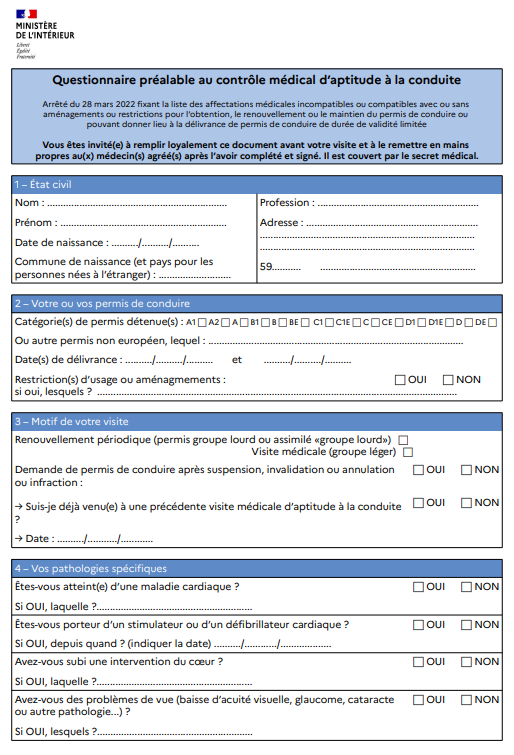 MINISTÈRE
DE L'INTÉRIEUR
Liberté
Égalité
Fraternité
Questionnaire préalable au contrôle médical d'aptitude à la conduite
Arrêté du 28 mars 2022 fixant la liste des affectations médicales incompatibles ou compatibles avec ou sans
aménagements ou restrictions pour l'obtention, le renouvellement ou le maintien du permis de conduire ou
pouvant donner lieu à la délivrance de permis de conduire de durée de validité limitée
Vous êtes invité(e) à remplir loyalement ce document avant votre visite et à le remettre en mains
propres au(x) médecin(s) agréé(s) après l'avoir complété et signé. Il est couvert par le secret médical.
1 – État civil
Nom : ............................................................
Prénom : .......................................................
Date de naissance : ........./........./.........
Commune de naissance (et pays pour les
personnes nées à l'étranger) : ........................
Profession : .....................................................
Adresse : .........................................................
..........................................................................
..........................................................................
59.......... ....................................................
2 – Votre ou vos permis de conduire
Catégorie(s) de permis détenue(s) : A1 □ A2 □ A □ B1 □ B □ BE □ C1 □ C1E □ C □ CE □ D1 □ D1E □ D □ DE □
Ou autre permis non européen, lequel : ....................................................................................
Date(s) de délivrance : ........./........./......... et ........./........./.........
Restriction(s) d'usage ou aménagmements : □ OUI □ NON
si oui, lesquels ? ........................................................................................................................
3 – Motif de votre visite
Renouvellement périodique (permis groupe lourd ou assimilé «groupe lourd») □
Visite médicale (groupe léger) □
Demande de permis de conduire après suspension, invalidation ou annulation □ OUI □ NON
ou infraction :
→ Suis-je déjà venu(e) à une précédente visite médicale d'aptitude à la conduite □ OUI □ NON
?
→ Date : ........./........../...........
4 – Vos pathologies spécifiques
Êtes-vous atteint(e) d'une maladie cardiaque ? □ OUI □ NON
Si OUI, laquelle ?....................................................
Êtes-vous porteur d'un stimulateur ou d'un défibrillateur cardiaque ? □ OUI □ NON
Si OUI, depuis quand ? (indiquer la date) ........./........./.................
Avez-vous subi une intervention du cœur ? □ OUI □ NON
Si OUI, laquelle ?....................................................
Avez-vous des problèmes de vue (baisse d'acuité visuelle, glaucome, cataracte □ OUI □ NON
ou autre pathologie...) ?
Si OUI, lesquels ?....................................................